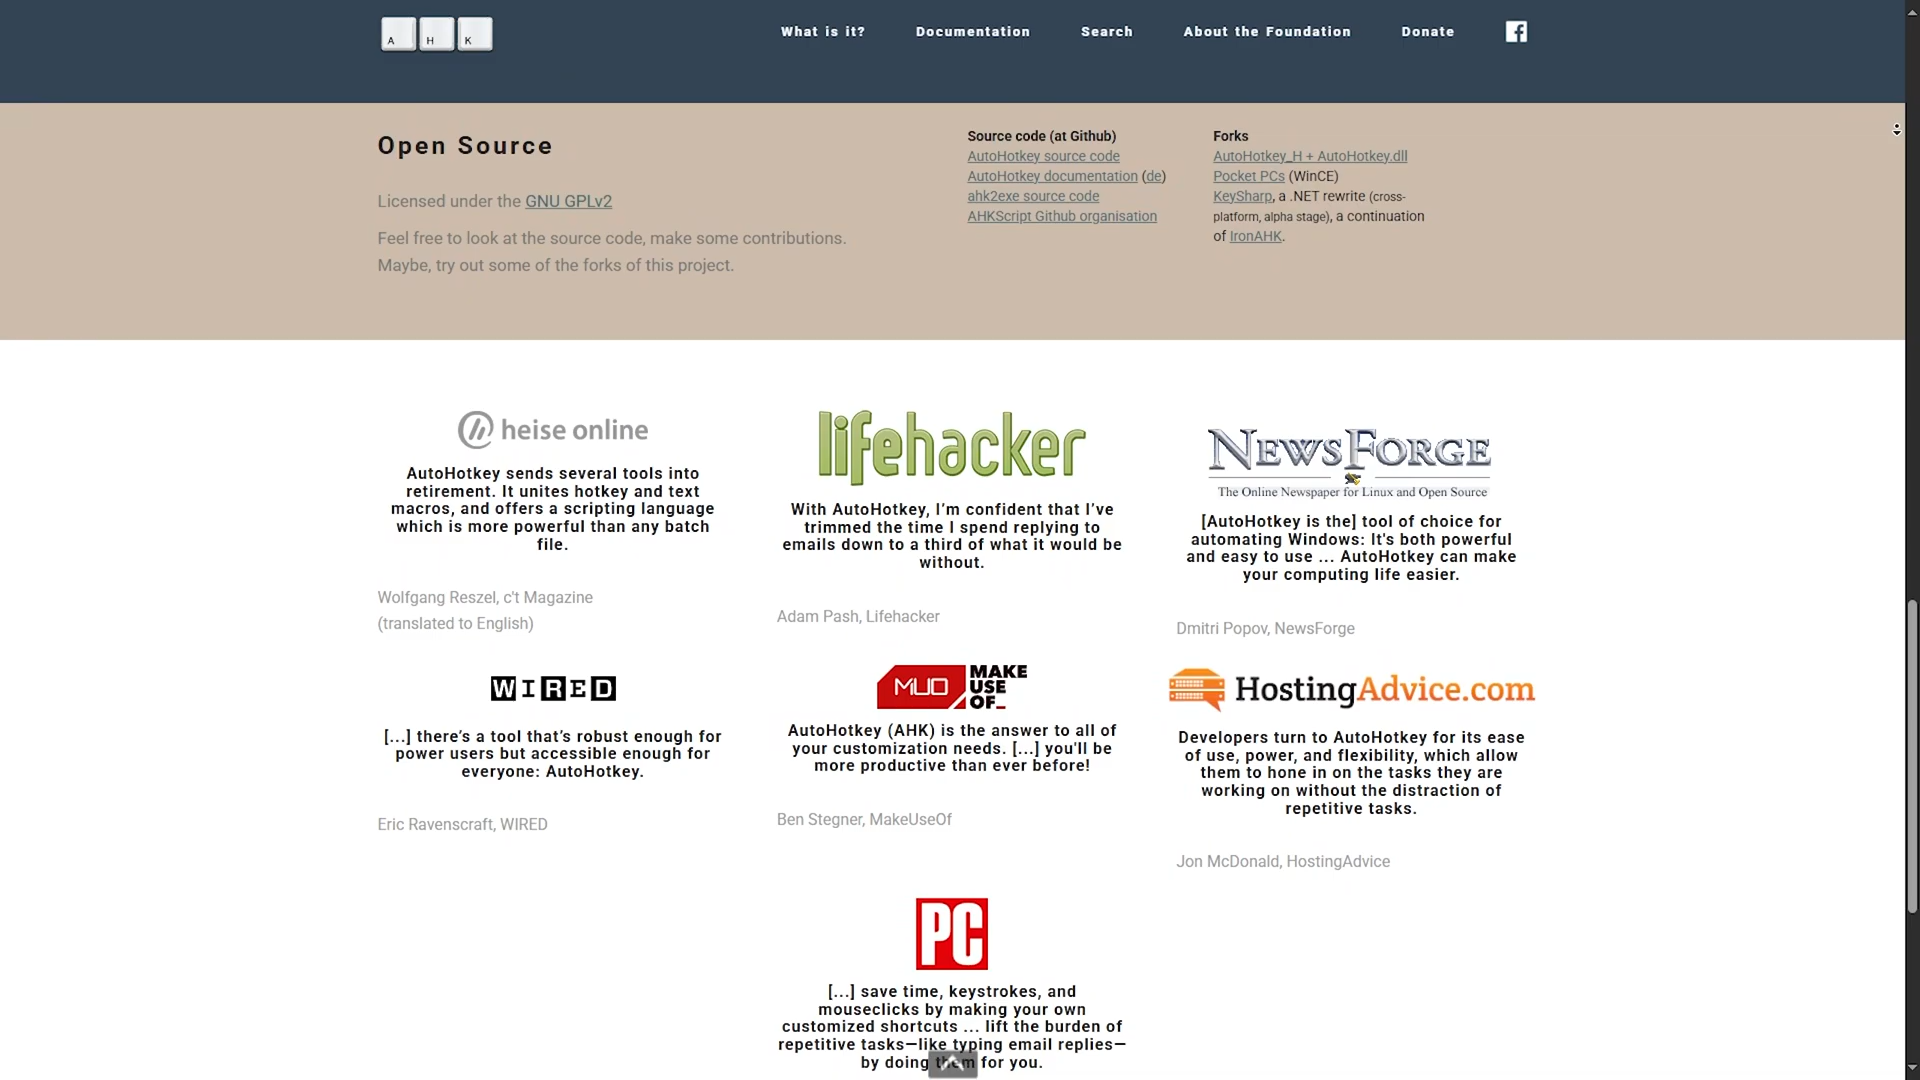 A H K
What is it?
Documentation
Search
About the Foundation
Donate
Open Source
Licensed under the GNU GPLv2
Feel free to look at the source code, make some contributions.
Maybe, try out some of the forks of this project.
Source code (at Github)
AutoHotkey source code
AutoHotkey documentation (de)
ahk2exe source code
AHKScript Github organisation
Forks
AutoHotkey_H + AutoHotkey.dll
Pocket PCs (WinCE)
KeySharp, a .NET rewrite (cross-
platform, alpha stage), a continuation
of IronAHK.
heise online
AutoHotkey sends several tools into
retirement. It unites hotkey and text
macros, and offers a scripting language
which is more powerful than any batch
file.
Wolfgang Reszel, c't Magazine
(translated to English)
lifehacker
With AutoHotkey, I’m confident that I’ve
trimmed the time I spend replying to
emails down to a third of what it would be
without.
Adam Pash, Lifehacker
NEWSFORGE
The Online Newspaper for Linux and Open Source
[AutoHotkey is the] tool of choice for
automating Windows: It's both powerful
and easy to use ... AutoHotkey can make
your computing life easier.
Dmitri Popov, NewsForge
WIRED
[...] there’s a tool that’s robust enough for
power users but accessible enough for
everyone: AutoHotkey.
Eric Ravenscraft, WIRED
MUO MAKE
USE
OF_
AutoHotkey (AHK) is the answer to all of
your customization needs. [...] you'll be
more productive than ever before!
Ben Stegner, MakeUseOf
HostingAdvice.com
Developers turn to AutoHotkey for its ease
of use, power, and flexibility, which allow
them to hone in on the tasks they are
working on without the distraction of
repetitive tasks.
Jon McDonald, HostingAdvice
PC
[...] save time, keystrokes, and
mouseclicks by making your own
customized shortcuts ... lift the burden of
repetitive tasks—like typing email replies—
by doing them for you.